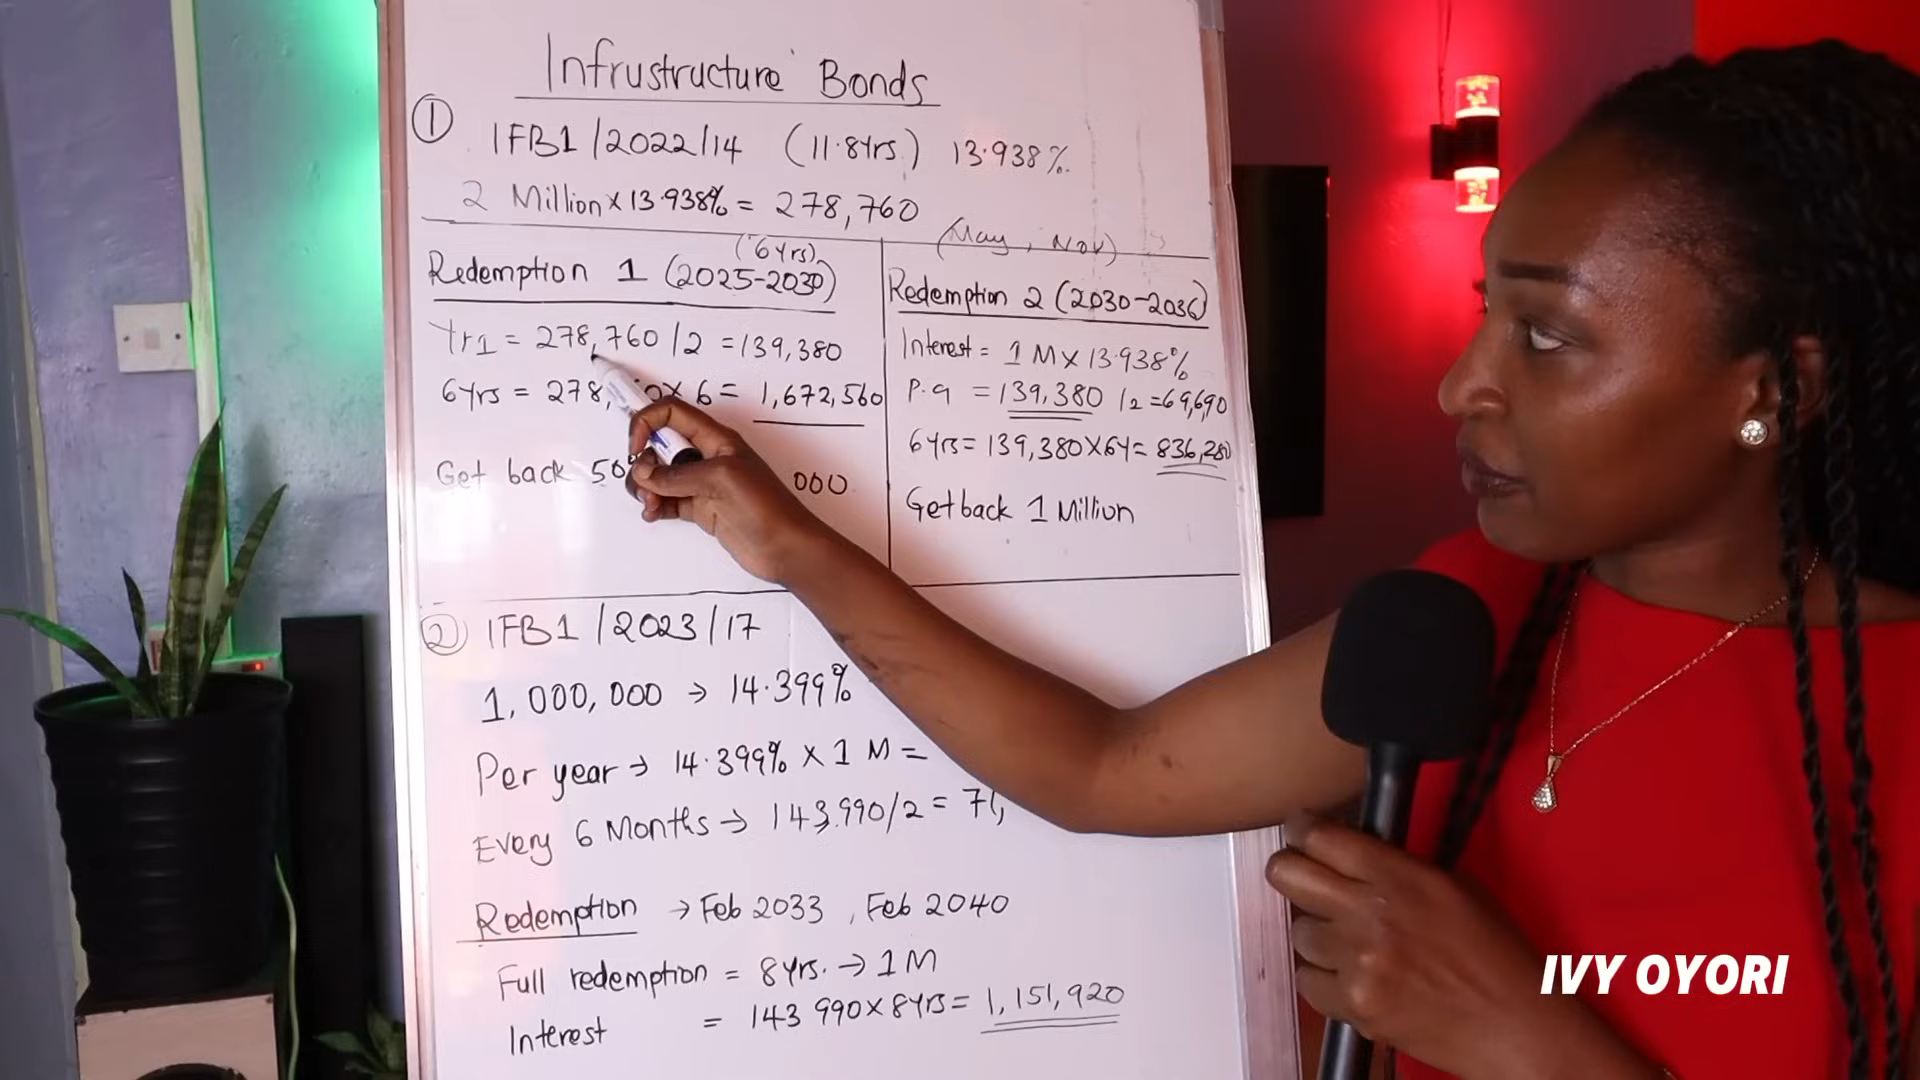 Infrustructure Bonds
① IFB1/2022/14 (11.8yrs) 13.938%.
2 Million x 13.938% = 278,760
(May, Nov)
(6yrs)
Redemption 1 (2025-2030)
Yr1 = 278,760/2 = 139,380
6yrs = 278, 0x 6 = 1,672,560
Get back 50% 000
Redemption 2 (2030-2036)
Interest = 1 M x 13.938%
P.a = 139,380 /2 = 69,690
6yrs = 139,380 x 6Y = 836,280
Get back 1 Million
② IFB1/2023/17
1,000,000 → 14.399%
Per year → 14.399% x 1 M =
Every 6 Months → 143,990/2 = 71,
Redemption → Feb 2033, Feb 2040
Full redemption = 8yrs. → 1 M
Interest = 143 990 x 8yrs = 1,151,920
IVY OYORI